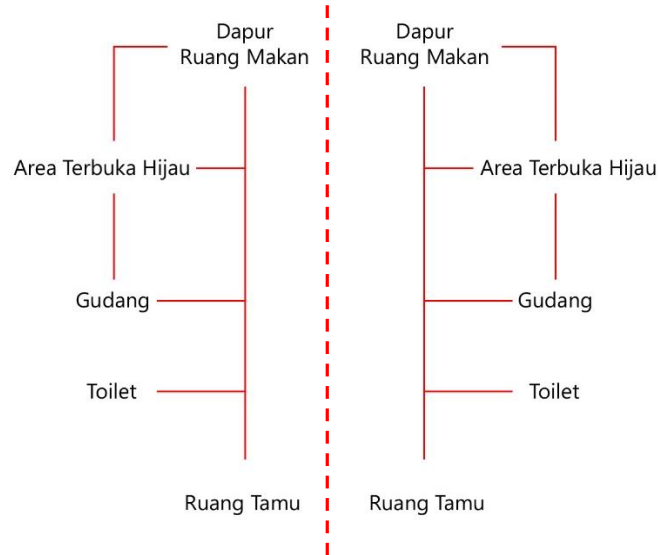 Dapur
Ruang Makan
Area Terbuka Hijau
Gudang
Toilet
Ruang Tamu
Dapur
Ruang Makan
Area Terbuka Hijau
Gudang
Toilet
Ruang Tamu